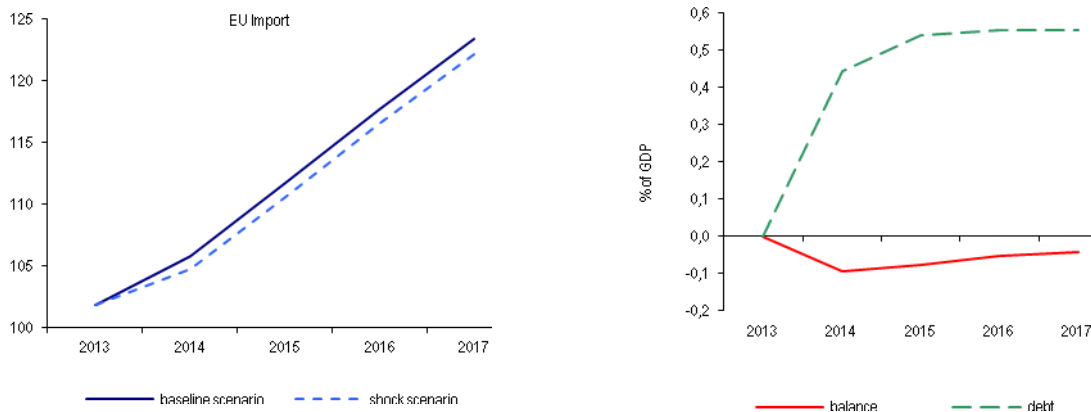 EU Import
125
120
115
110
105
100
2013 2014 2015 2016 2017
baseline scenario shock scenario
% of GDP
0,6
0,5
0,4
0,3
0,2
0,1
0,0
-0,1
-0,2
2013 2014 2015 2016 2017
balance debt